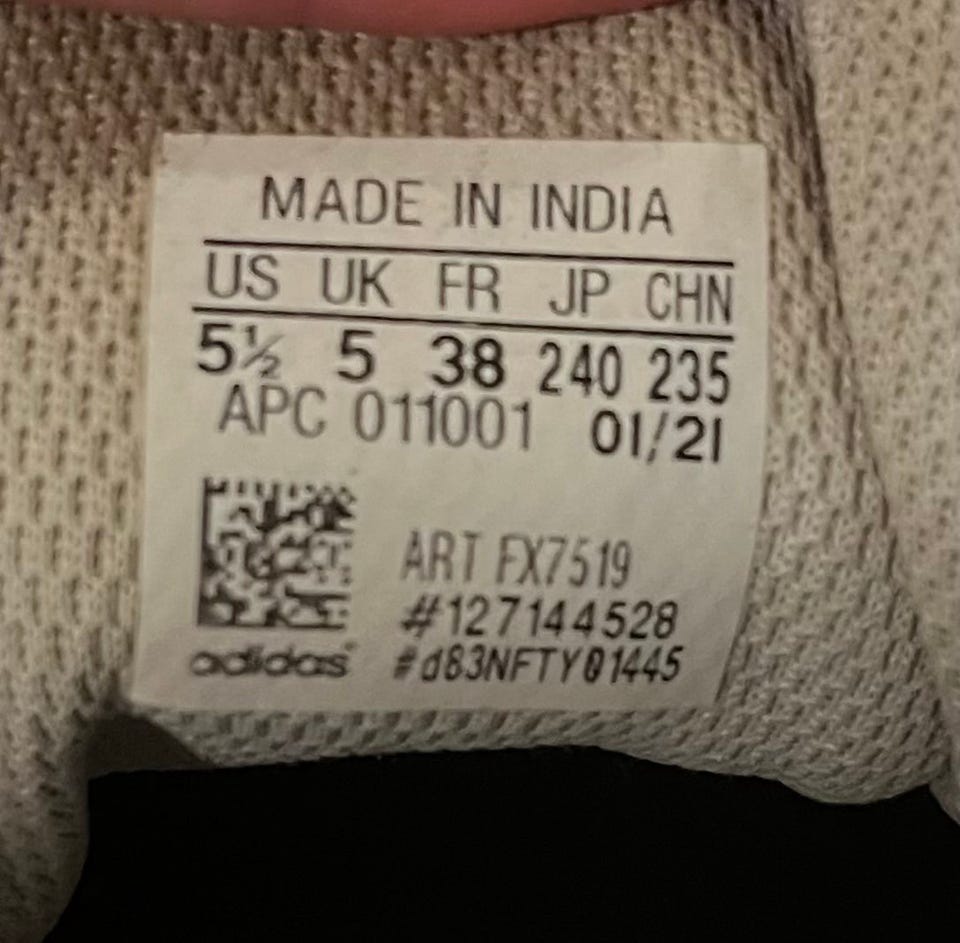 MADE IN INDIA
US UK FR JP CHN
5½ 5 38 240 235
APC 011001 01/21
ART FX7519
#127144528
adidas #d83NFTY01445